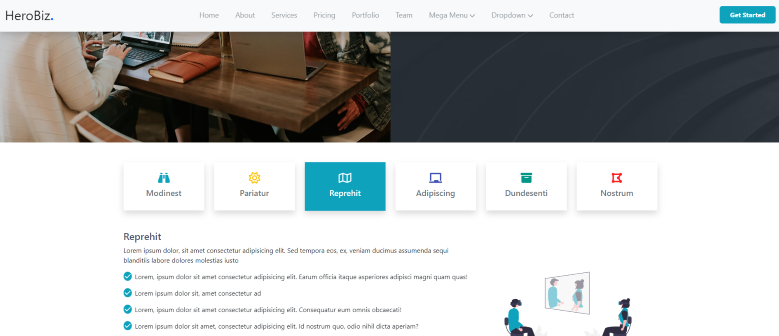 HeroBiz.
Home About Services Pricing Portfolio Team Mega Menu Dropdown Contact
Get Started
Modinest Pariatur Reprehit Adipiscing Dundesenti Nostrum
Reprehit
Lorem ipsum dolor, sit amet consectetur adipisicing elit. Sed tempora eos, ex, veniam ducimus assumenda sequi
blanditiis labore dolores molestias iusto
Lorem, ipsum dolor sit amet consectetur adipisicing elit. Earum officia itaque asperiores adipisci magni quam quas!
Lorem ipsum dolor sit, amet consectetur ad
Lorem ipsum dolor sit amet consectetur adipisicing elit. Consequatur eum omnis obcaecati!
Lorem ipsum dolor sit amet, consectetur adipisicing elit. Id nostrum quo, odio nihil dicta aperiam?